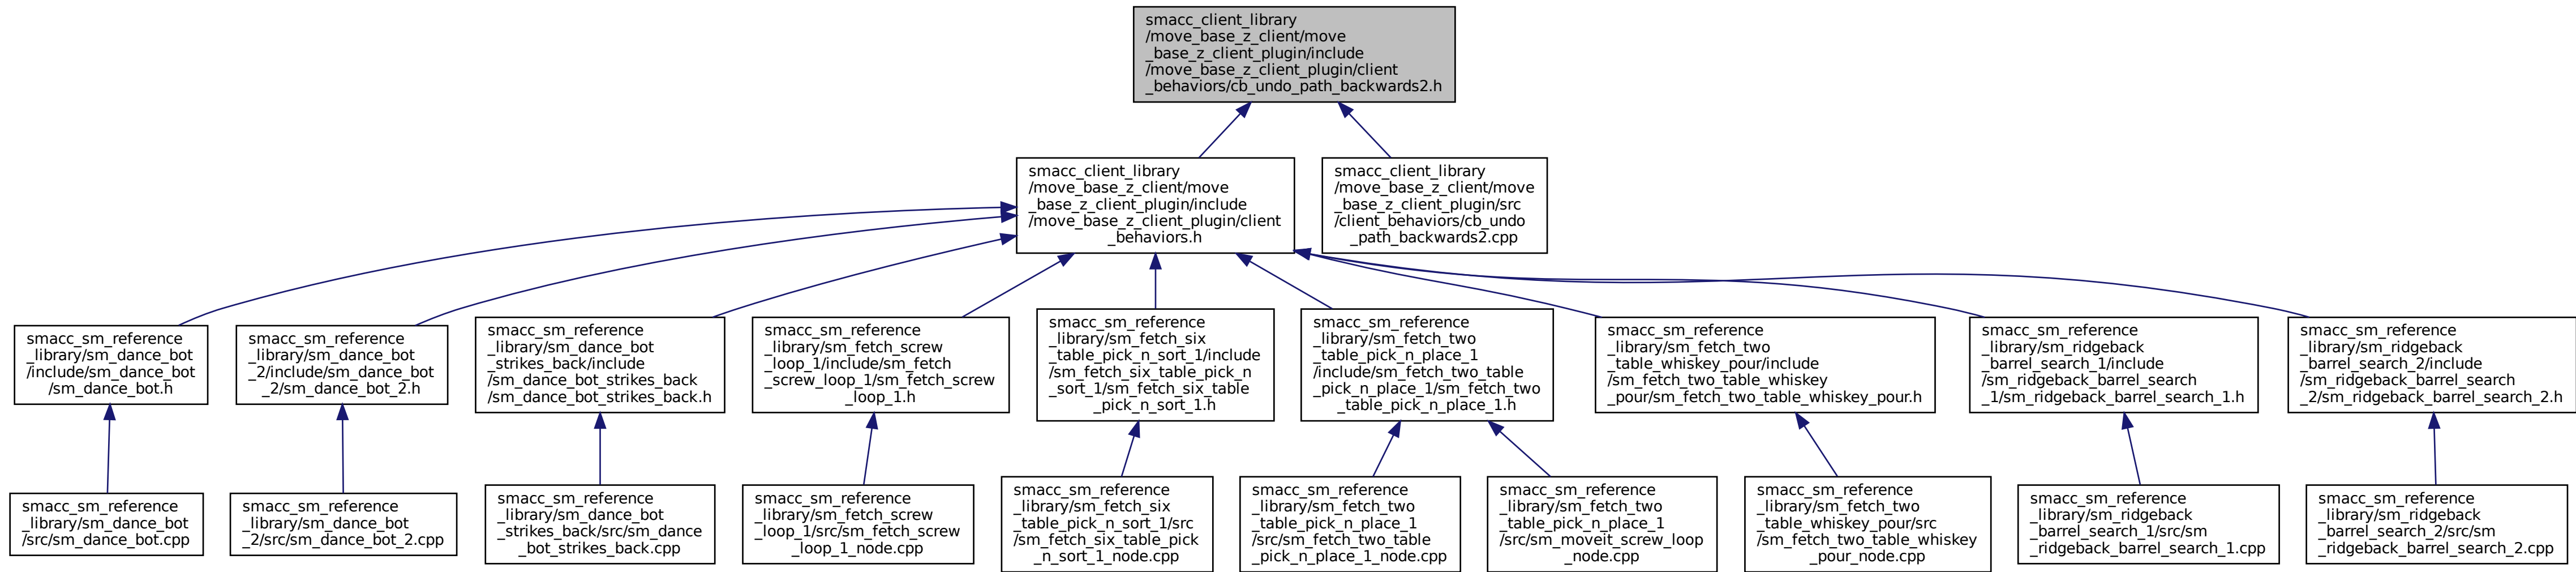 smacc_client_library
/move_base_z_client/move
_base_z_client_plugin/include
/move_base_z_client_plugin/client
_behaviors/cb_undo_path_backwards2.h
smacc_client_library
/move_base_z_client/move
_base_z_client_plugin/include
/move_base_z_client_plugin/client
_behaviors.h
smacc_client_library
/move_base_z_client/move
_base_z_client_plugin/src
/client_behaviors/cb_undo
_path_backwards2.cpp
smacc_sm_reference
_library/sm_dance_bot
/include/sm_dance_bot
/sm_dance_bot.h
smacc_sm_reference
_library/sm_dance_bot
_2/include/sm_dance_bot
_2/sm_dance_bot_2.h
smacc_sm_reference
_library/sm_dance_bot
_strikes_back/include
/sm_dance_bot_strikes_back
/sm_dance_bot_strikes_back.h
smacc_sm_reference
_library/sm_fetch_screw
_loop_1/include/sm_fetch
_screw_loop_1/sm_fetch_screw
_loop_1.h
smacc_sm_reference
_library/sm_fetch_six
_table_pick_n_sort_1/include
/sm_fetch_six_table_pick_n
_sort_1/sm_fetch_six_table
_pick_n_sort_1.h
smacc_sm_reference
_library/sm_fetch_two
_table_pick_n_place_1
/include/sm_fetch_two_table
_pick_n_place_1/sm_fetch_two
_table_pick_n_place_1.h
smacc_sm_reference
_library/sm_fetch_two
_table_whiskey_pour/include
/sm_fetch_two_table_whiskey
_pour/sm_fetch_two_table_whiskey_pour.h
smacc_sm_reference
_library/sm_ridgeback
_barrel_search_1/include
/sm_ridgeback_barrel_search
_1/sm_ridgeback_barrel_search_1.h
smacc_sm_reference
_library/sm_ridgeback
_barrel_search_2/include
/sm_ridgeback_barrel_search
_2/sm_ridgeback_barrel_search_2.h
smacc_sm_reference
_library/sm_dance_bot
/src/sm_dance_bot.cpp
smacc_sm_reference
_library/sm_dance_bot
_2/src/sm_dance_bot_2.cpp
smacc_sm_reference
_library/sm_dance_bot
_strikes_back/src/sm_dance
_bot_strikes_back.cpp
smacc_sm_reference
_library/sm_fetch_screw
_loop_1/src/sm_fetch_screw
_loop_1_node.cpp
smacc_sm_reference
_library/sm_fetch_six
_table_pick_n_sort_1/src
/sm_fetch_six_table_pick
_n_sort_1_node.cpp
smacc_sm_reference
_library/sm_fetch_two
_table_pick_n_place_1
/src/sm_fetch_two_table
_pick_n_place_1_node.cpp
smacc_sm_reference
_library/sm_fetch_two
_table_pick_n_place_1
/src/sm_moveit_screw_loop
_node.cpp
smacc_sm_reference
_library/sm_fetch_two
_table_whiskey_pour/src
/sm_fetch_two_table_whiskey
_pour_node.cpp
smacc_sm_reference
_library/sm_ridgeback
_barrel_search_1/src/sm
_ridgeback_barrel_search_1.cpp
smacc_sm_reference
_library/sm_ridgeback
_barrel_search_2/src/sm
_ridgeback_barrel_search_2.cpp